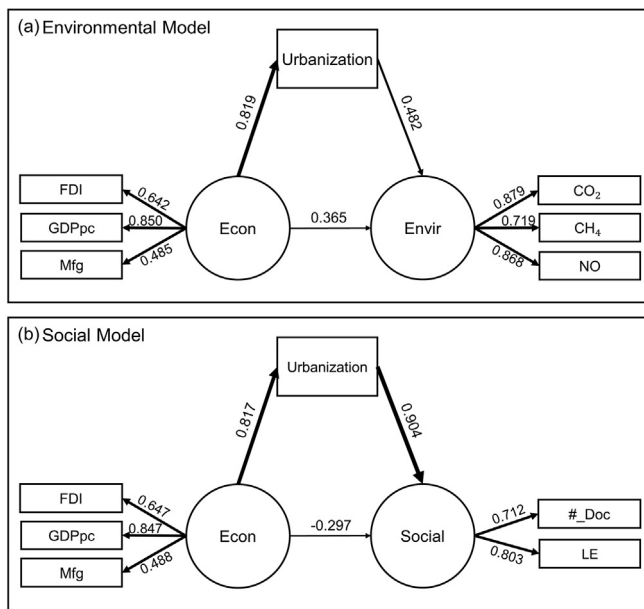 (a) Environmental Model
Urbanization
0.819
0.482
FDI
GDPpc
Mfg
0.642
0.850
0.485
Econ
0.365
Envir
0.879
0.719
0.868
CO₂
CH₄
NO
(b) Social Model
Urbanization
0.817
0.904
FDI
GDPpc
Mfg
0.647
0.847
0.488
Econ
-0.297
Social
0.712
0.803
#_Doc
LE